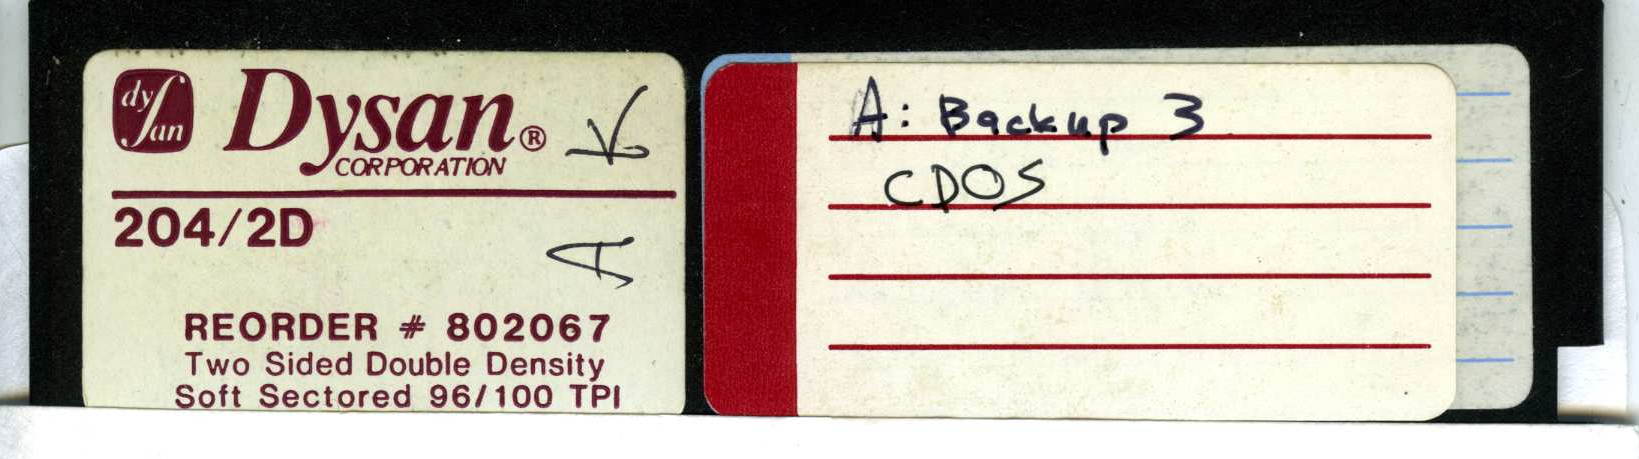 dy
san
Dysan®
CORPORATION
204/2D
REORDER # 802067
Two Sided Double Density
Soft Sectored 96/100 TPI
A: Backup 3
CDOS